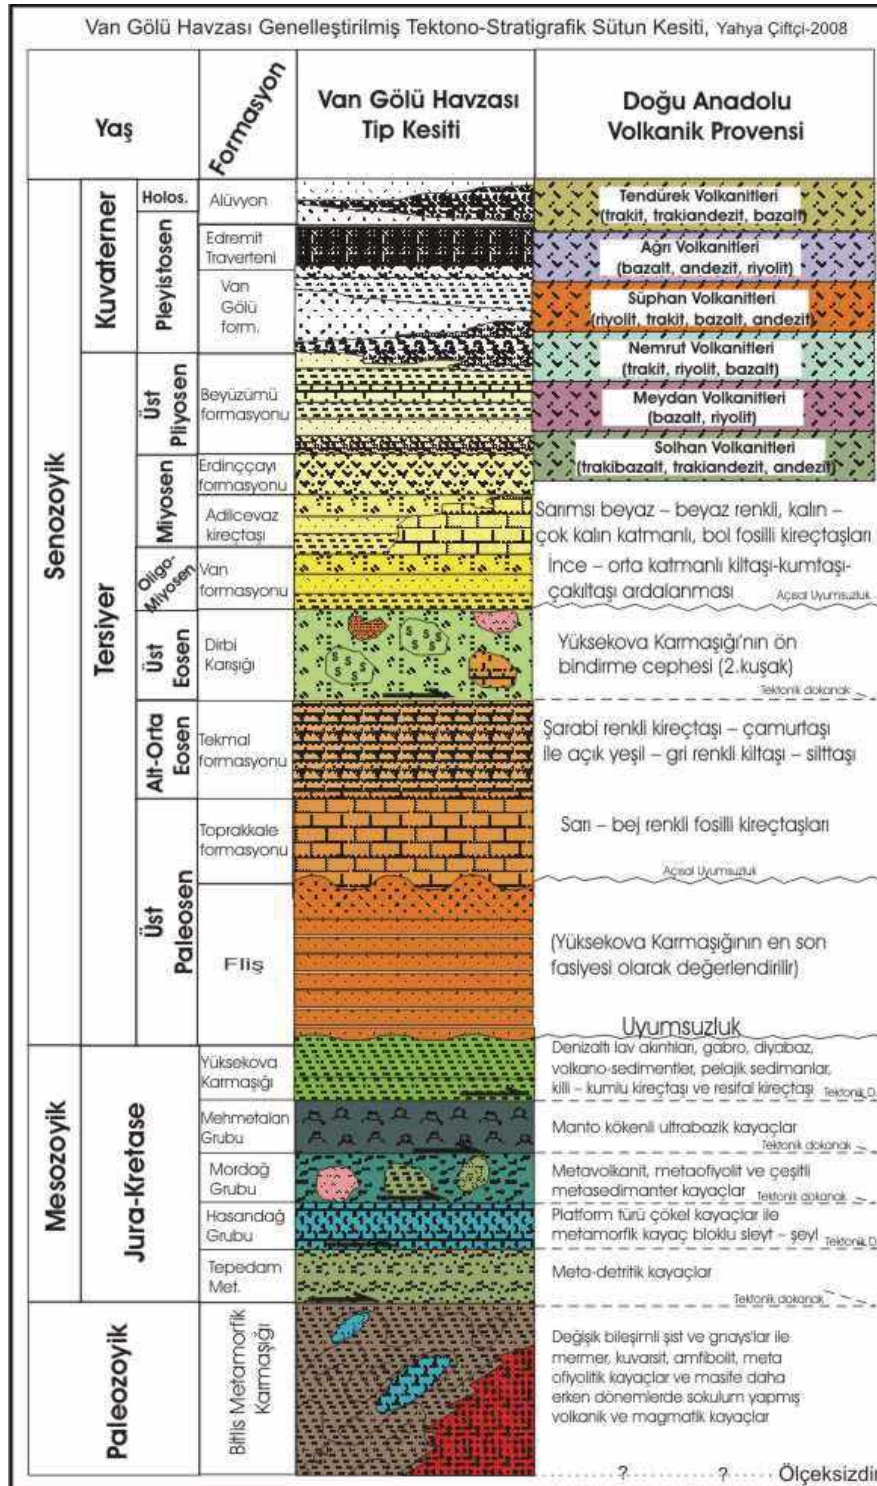 Van Gölü Havzası Genelleştirilmiş Tektono-Stratigrafik Sütun Kesiti, Yahya Çiftçi-2008
Yaş
Formasyon
Van Gölü Havzası
Tip Kesiti
Doğu Anadolu
Volkanik Provensi
Senozoyik
Kuvaterner
Holos.
Alüvyon
Pleyistosen
Edremit
Traverteni
Van
Gölü
form.
Tersiyer
Üst
Pliyosen
Beyüzümü
formasyonu
Miyosen
Erdinççayı
formasyonu
Adilcevaz
kireçtaşı
Oligo-
Miyosen
Van
formasyonu
Üst
Eosen
Dirbi
Karışığı
Alt-Orta
Eosen
Tekmal
formasyonu
Üst
Paleosen
Toprakkale
formasyonu
Fliş
Mesozoyik
Jura-Kretase
Yüksekova
Karmaşığı
Mehmetalan
Grubu
Mordağ
Grubu
Hasandağ
Grubu
Tepedam
Met.
Paleozoyik
Bitlis Metamorfik
Karmaşığı
S S S S S
S S S S S
Tendürek Volkanitleri
(trakit, trakiandezit, bazalt)
Ağrı Volkanitleri
(bazalt, andezit, riyolit)
Süphan Volkanitleri
(riyolit, trakit, bazalt, andezit)
Nemrut Volkanitleri
(trakit, riyolit, bazalt)
Meydan Volkanitleri
(bazalt, riyolit)
Solhan Volkanitleri
(trakibazalt, trakiandezit, andezit)
Sarımsı beyaz – beyaz renkli, kalın –
çok kalın katmanlı, bol fosilli kireçtaşları
İnce – orta katmanlı kiltaşı-kumtaşı-
çakıltaşı ardalanması
Açısal Uyumsuzluk
Yüksekova Karmaşığı'nın ön
bindirme cephesi (2.kuşak)
Tektonik dokanak
Şarabi renkli kireçtaşı – çamurtaşı
ile açık yeşil – gri renkli kiltaşı – silttaşı
Sarı – bej renkli fosilli kireçtaşları
Açısal Uyumsuzluk
(Yüksekova Karmaşığının en son
fasiyesi olarak değerlendirilir)
Uyumsuzluk
Denizaltı lav akıntıları, gabro, diyabaz,
volkano-sedimentler, pelajik sedimanlar,
killi – kumlu kireçtaşı ve resifal kireçtaşı
Tektonik D.
Manto kökenli ultrabazik kayaçlar
Tektonik dokanak
Metavolkanit, metaofiyolit ve çeşitli
metasedimanter kayaçlar
Tektonik dokanak
Platform türü çökel kayaçlar ile
metamorfik kayaç bloklu sleyt – şeyl
Tektonik D.
Meta-detritik kayaçlar
Tektonik dokanak
Değişik bileşimli şist ve gnays'lar ile
mermer, kuvarsit, amfibolit, meta
ofiyolitik kayaçlar ve masife daha
erken dönemlerde sokulum yapmış
volkanik ve magmatik kayaçlar
? ? Ölçeksizdir